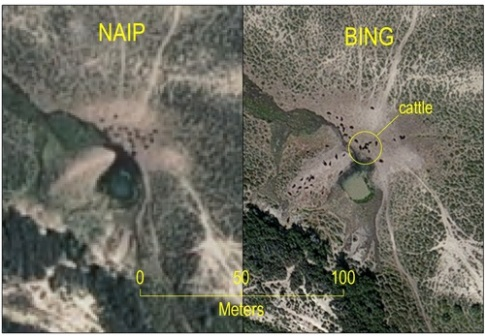 NAIP
BING
cattle
0 50 100
Meters